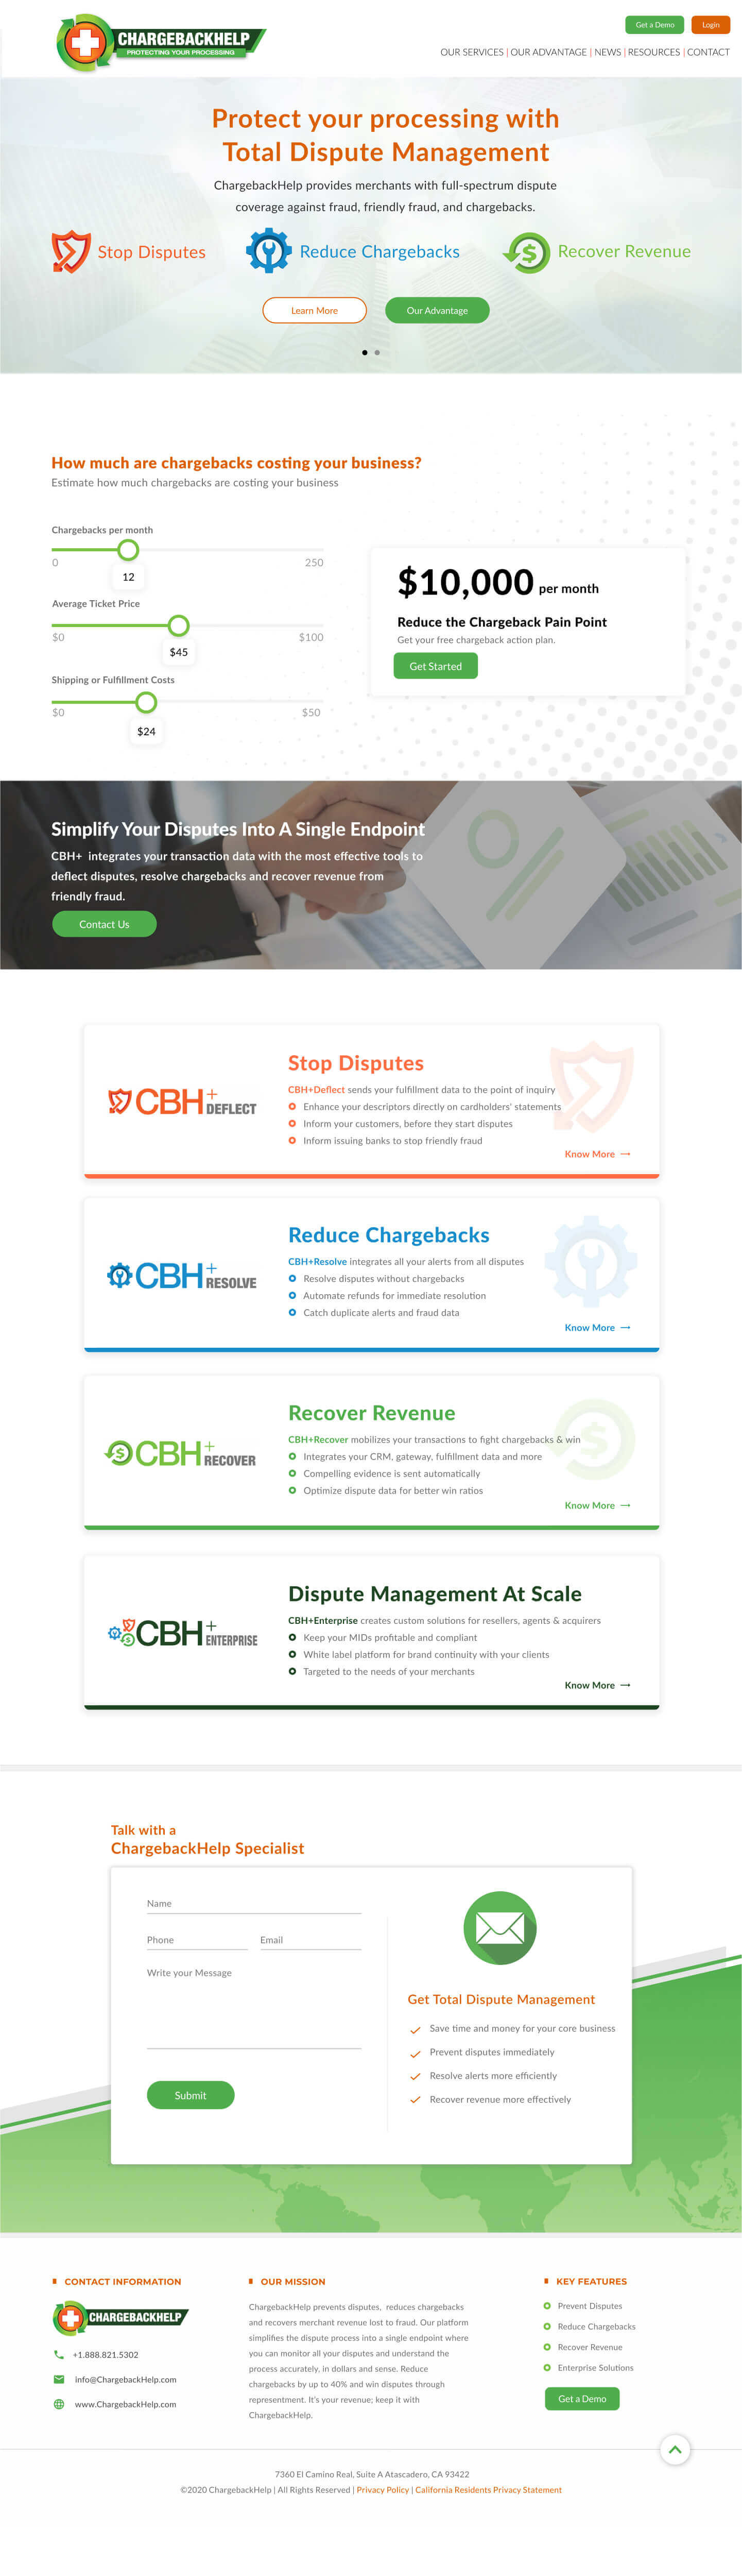 CHARGEBACKHELP
PROTECTING YOUR PROCESSING
Get a Demo
Login
OUR SERVICES | OUR ADVANTAGE | NEWS | RESOURCES | CONTACT
Protect your processing with
Total Dispute Management
ChargebackHelp provides merchants with full-spectrum dispute
coverage against fraud, friendly fraud, and chargebacks.
Stop Disputes
Reduce Chargebacks
Recover Revenue
Learn More
Our Advantage
How much are chargebacks costing your business?
Estimate how much chargebacks are costing your business
Chargebacks per month
0
250
12
Average Ticket Price
$0
$100
$45
Shipping or Fulfillment Costs
$0
$50
$24
$10,000 per month
Reduce the Chargeback Pain Point
Get your free chargeback action plan.
Get Started
Simplify Your Disputes Into A Single Endpoint
CBH+ integrates your transaction data with the most effective tools to
deflect disputes, resolve chargebacks and recover revenue from
friendly fraud.
Contact Us
CBH+ DEFLECT
Stop Disputes
CBH+Deflect sends your fulfillment data to the point of inquiry
Enhance your descriptors directly on cardholders' statements
Inform your customers, before they start disputes
Inform issuing banks to stop friendly fraud
Know More
CBH+ RESOLVE
Reduce Chargebacks
CBH+Resolve integrates all your alerts from all disputes
Resolve disputes without chargebacks
Automate refunds for immediate resolution
Catch duplicate alerts and fraud data
Know More
CBH+ RECOVER
Recover Revenue
CBH+Recover mobilizes your transactions to fight chargebacks & win
Integrates your CRM, gateway, fulfillment data and more
Compelling evidence is sent automatically
Optimize dispute data for better win ratios
Know More
CBH+ ENTERPRISE
Dispute Management At Scale
CBH+Enterprise creates custom solutions for resellers, agents & acquirers
Keep your MIDs profitable and compliant
White label platform for brand continuity with your clients
Targeted to the needs of your merchants
Know More
Talk with a
ChargebackHelp Specialist
Name
Phone
Email
Write your Message
Submit
Get Total Dispute Management
Save time and money for your core business
Prevent disputes immediately
Resolve alerts more efficiently
Recover revenue more effectively
CONTACT INFORMATION
CHARGEBACKHELP
+1.888.821.5302
info@ChargebackHelp.com
www.ChargebackHelp.com
OUR MISSION
ChargebackHelp prevents disputes, reduces chargebacks
and recovers merchant revenue lost to fraud. Our platform
simplifies the dispute process into a single endpoint where
you can monitor all your disputes and understand the
process accurately, in dollars and sense. Reduce
chargebacks by up to 40% and win disputes through
representment. It's your revenue; keep it with
ChargebackHelp.
KEY FEATURES
Prevent Disputes
Reduce Chargebacks
Recover Revenue
Enterprise Solutions
Get a Demo
7360 El Camino Real, Suite A Atascadero, CA 93422
©2020 ChargebackHelp | All Rights Reserved | Privacy Policy | California Residents Privacy Statement